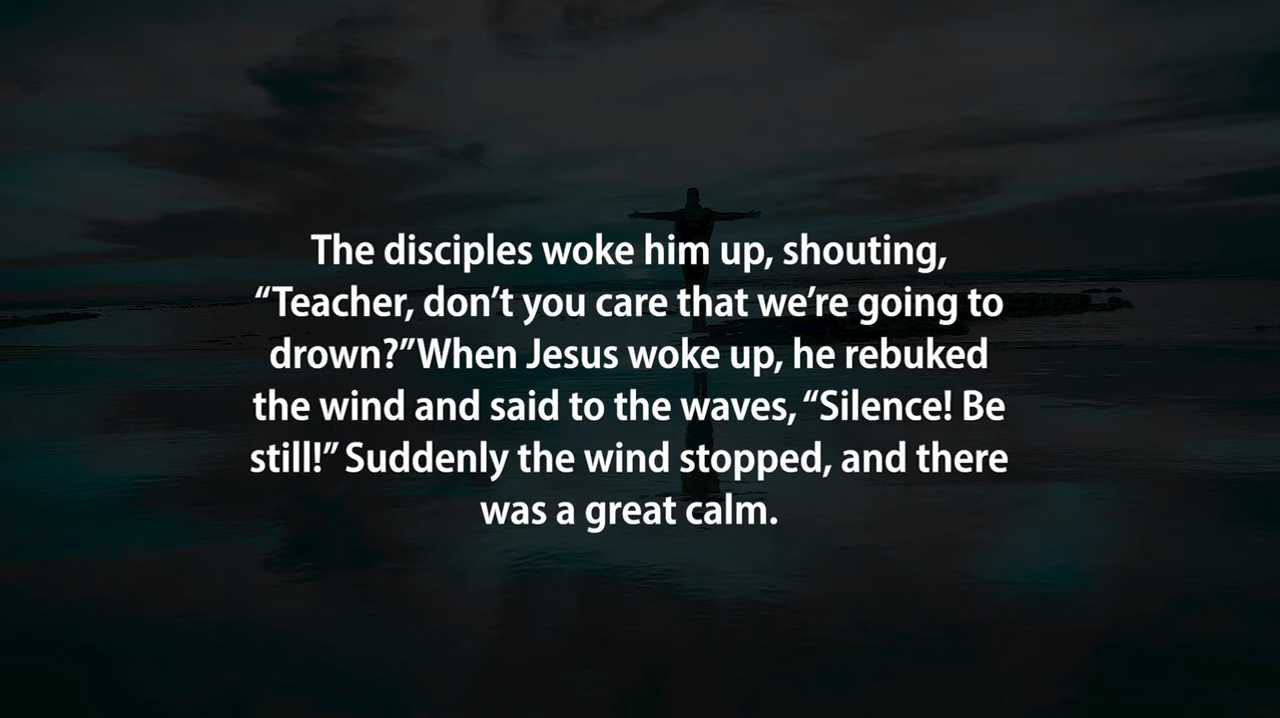 The disciples woke him up, shouting,
“Teacher, don’t you care that we’re going to
drown?”When Jesus woke up, he rebuked
the wind and said to the waves, “Silence! Be
still!” Suddenly the wind stopped, and there
was a great calm.